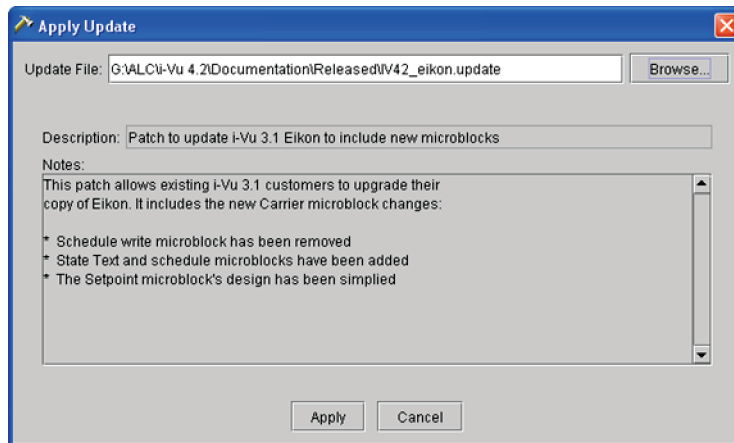 Apply Update
Update File: G:\ALC\i-Vu 4.2\Documentation\Released\IV42_eikon.update Browse...
Description: Patch to update i-Vu 3.1 Eikon to include new microblocks
Notes:
This patch allows existing i-Vu 3.1 customers to upgrade their
copy of Eikon. It includes the new Carrier microblock changes:
* Schedule write microblock has been removed
* State Text and schedule microblocks have been added
* The Setpoint microblock's design has been simplied
Apply Cancel